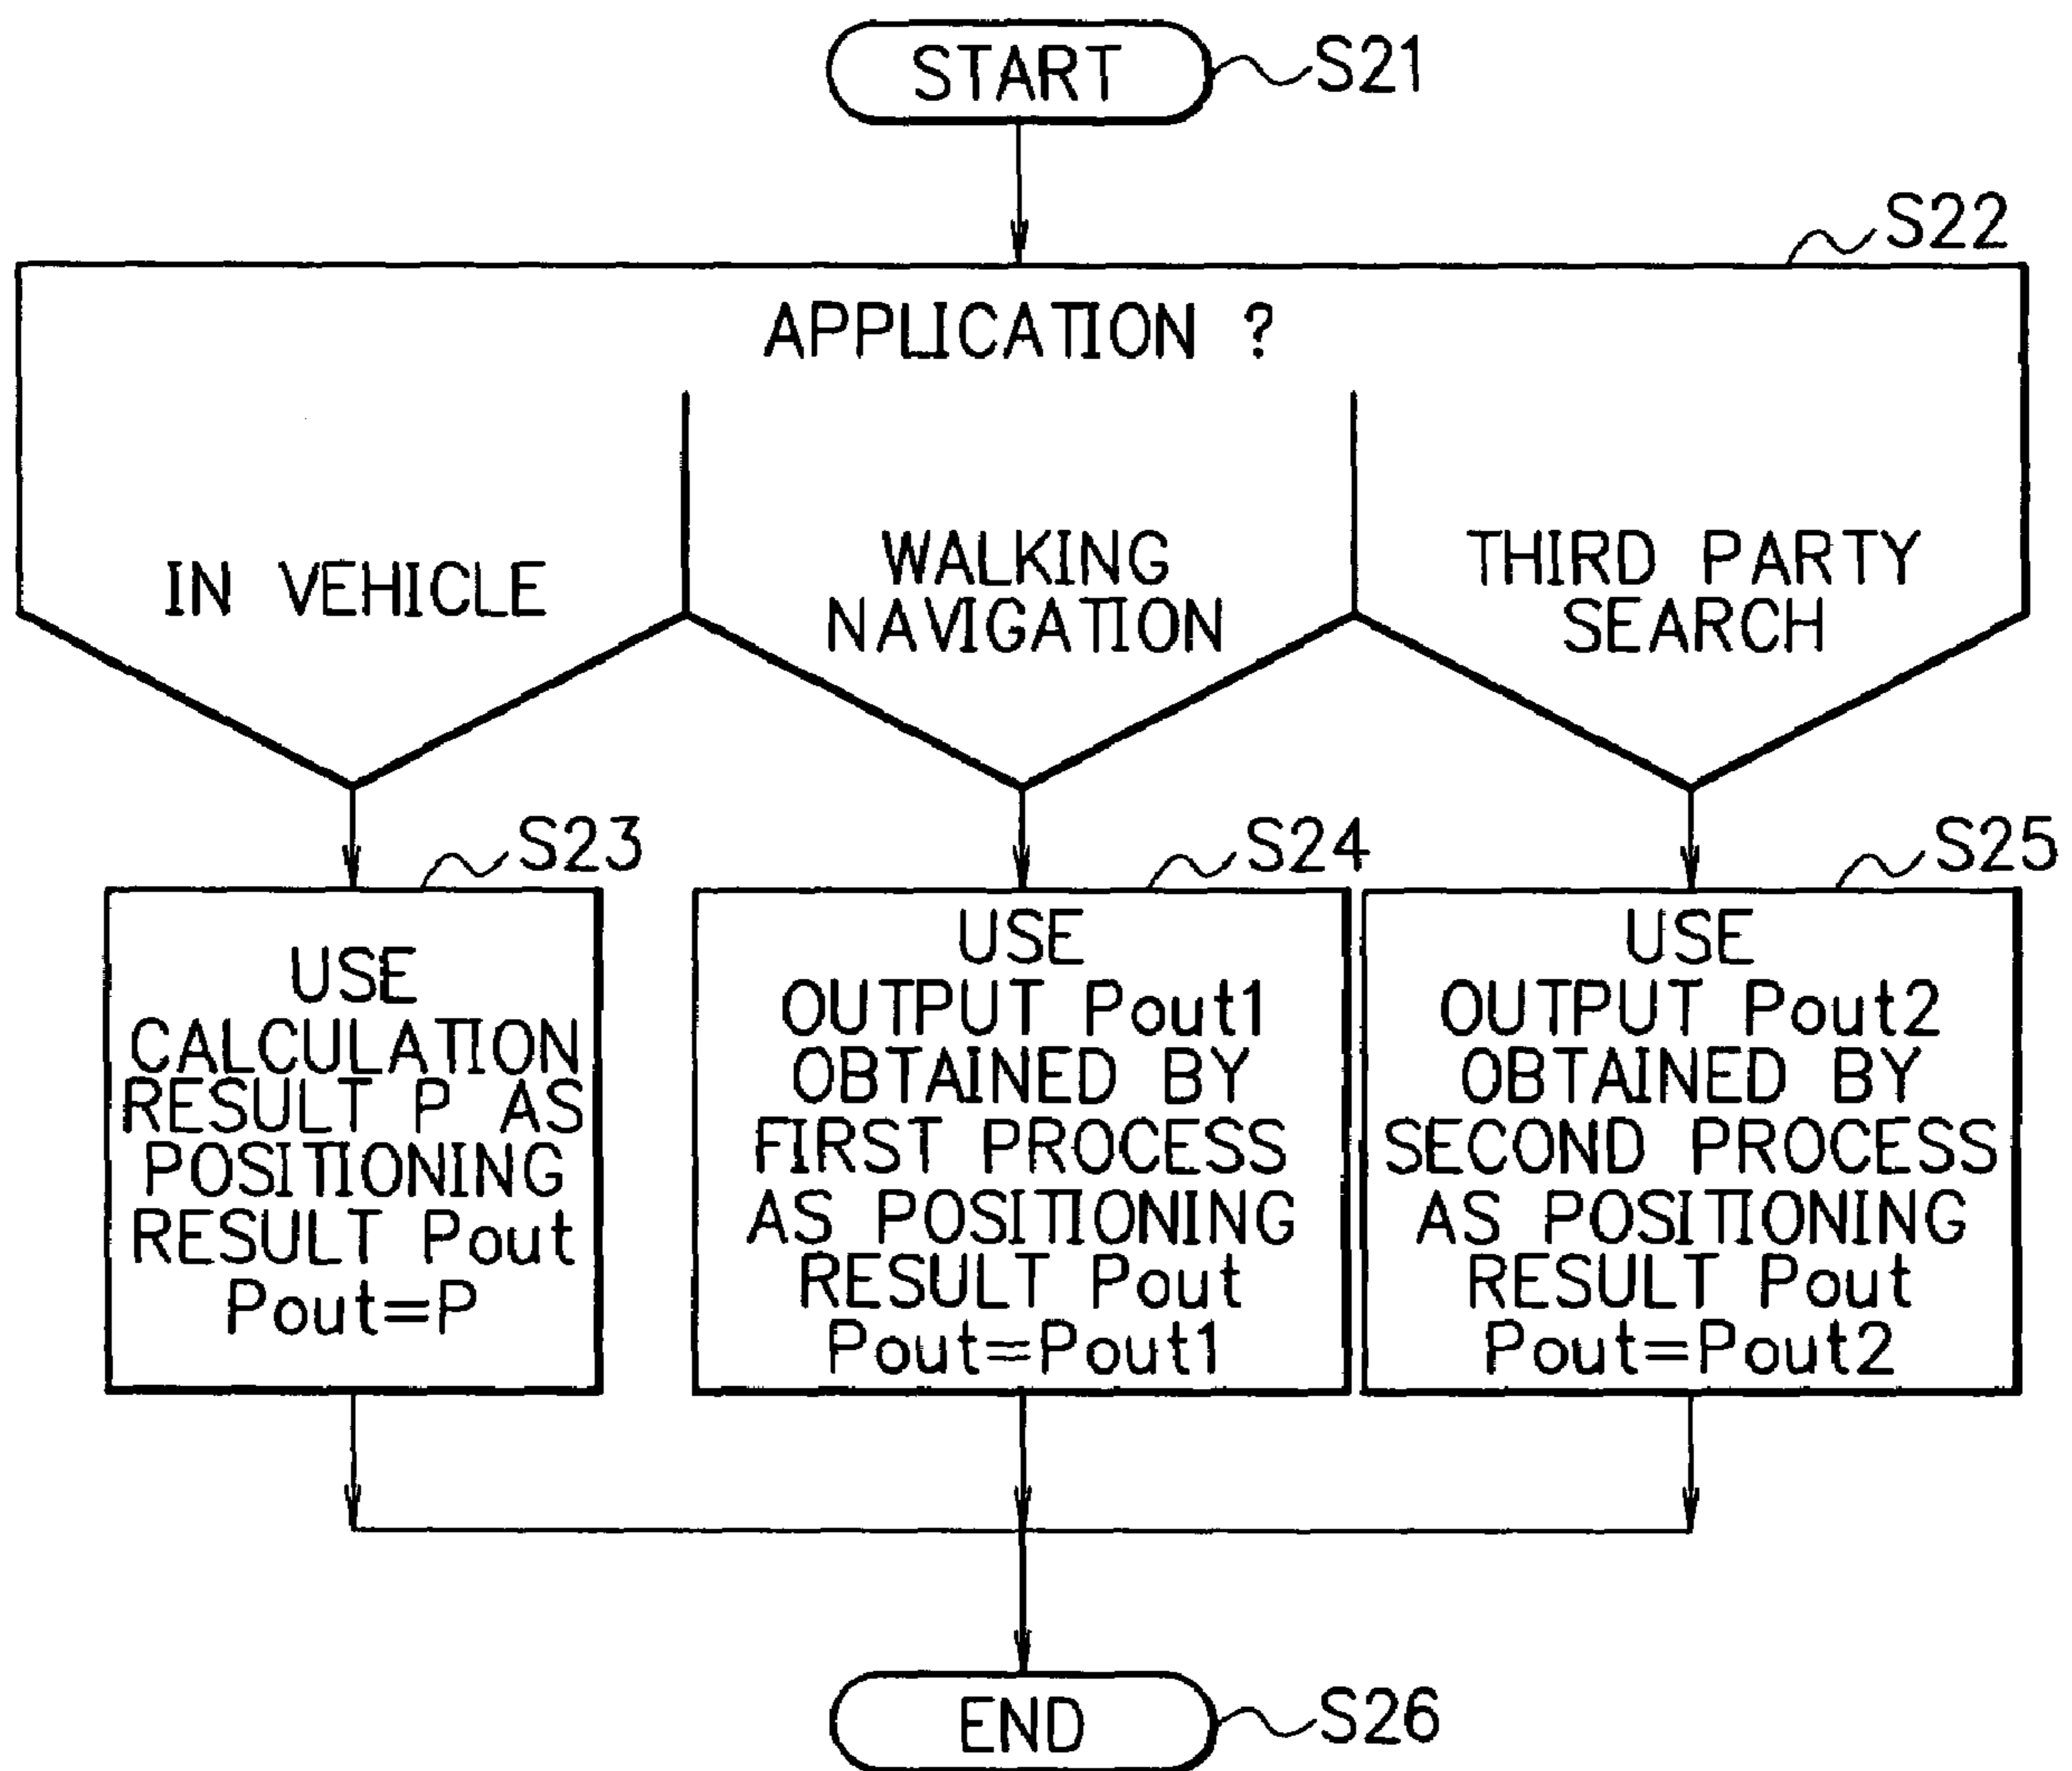 START
S21
S22
APPLICATION ?
IN VEHICLE
WALKING
NAVIGATION
THIRD PARTY
SEARCH
S23
USE
CALCULATION
RESULT P AS
POSITIONING
RESULT Pout
Pout=P
S24
USE
OUTPUT Pout1
OBTAINED BY
FIRST PROCESS
AS POSITIONING
RESULT Pout
Pout=Pout1
S25
USE
OUTPUT Pout2
OBTAINED BY
SECOND PROCESS
AS POSITIONING
RESULT Pout
Pout=Pout2
END
S26